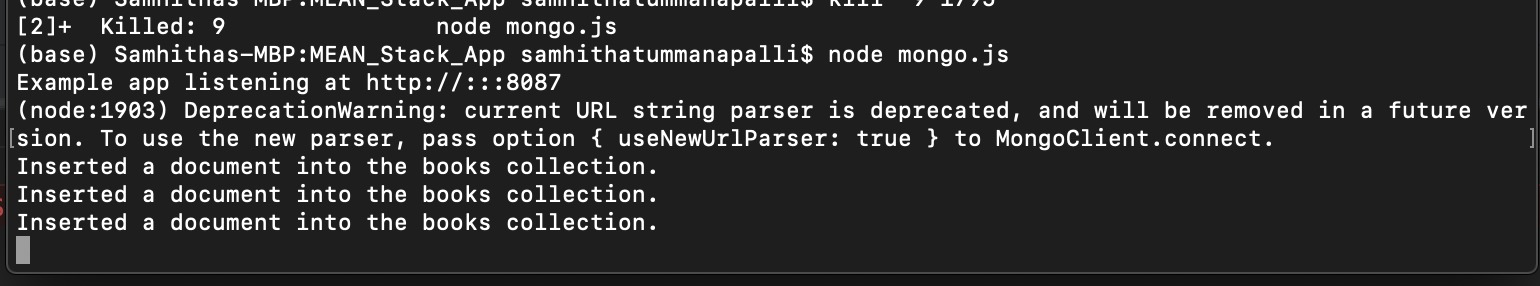 (base) Samhithas-MBP:MEAN_Stack_App samhithatummanapalli$ kill -9 1795
[2]+  Killed: 9               node mongo.js
(base) Samhithas-MBP:MEAN_Stack_App samhithatummanapalli$ node mongo.js
Example app listening at http://:::8087
(node:1903) DeprecationWarning: current URL string parser is deprecated, and will be removed in a future ver
[sion. To use the new parser, pass option { useNewUrlParser: true } to MongoClient.connect. ]
Inserted a document into the books collection.
Inserted a document into the books collection.
Inserted a document into the books collection.